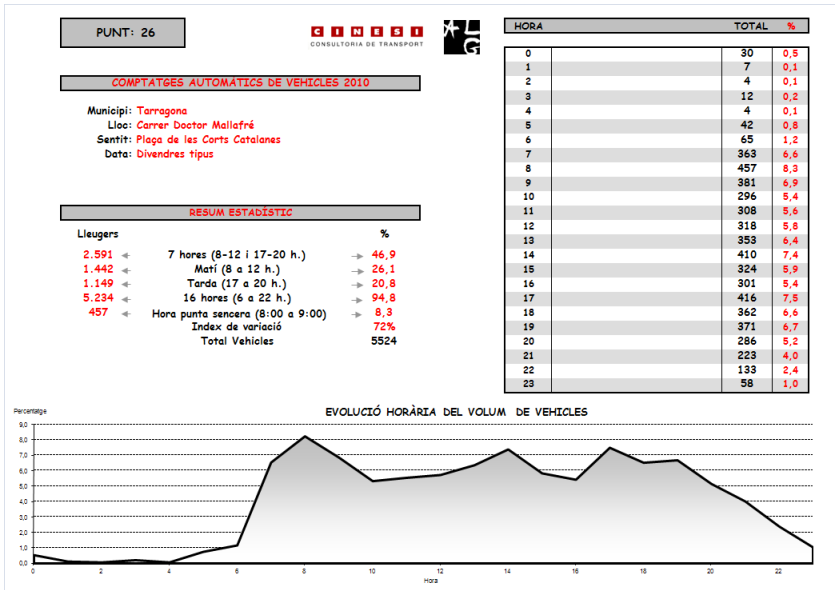 PUNT: 26
CINESI
CONSULTORIA DE TRANSPORT
ALG
COMPTATGES AUTOMÀTICS DE VEHICLES 2010
Municipi: Tarragona
Lloc: Carrer Doctor Mallafré
Sentit: Plaça de les Corts Catalanes
Data: Divendres tipus
RESUM ESTADÍSTIC
Lleugers %
2.591 7 hores (8-12 i 17-20 h.) 46,9
1.442 Matí (8 a 12 h.) 26,1
1.149 Tarda (17 a 20 h.) 20,8
5.234 16 hores (6 a 22 h.) 94,8
457 Hora punta sencera (8:00 a 9:00) 8,3
Index de variació 72%
Total Vehicles 5524
HORA TOTAL %
0 30 0,5
1 7 0,1
2 4 0,1
3 12 0,2
4 4 0,1
5 42 0,8
6 65 1,2
7 363 6,6
8 457 8,3
9 381 6,9
10 296 5,4
11 308 5,6
12 318 5,8
13 353 6,4
14 410 7,4
15 324 5,9
16 301 5,4
17 416 7,5
18 362 6,6
19 371 6,7
20 286 5,2
21 223 4,0
22 133 2,4
23 58 1,0
Percentatge
EVOLUCIÓ HORÀRIA DEL VOLUM DE VEHICLES
9,0
8,0
7,0
6,0
5,0
4,0
3,0
2,0
1,0
0,0
0 2 4 6 8 10 12 14 16 18 20 22
Hora